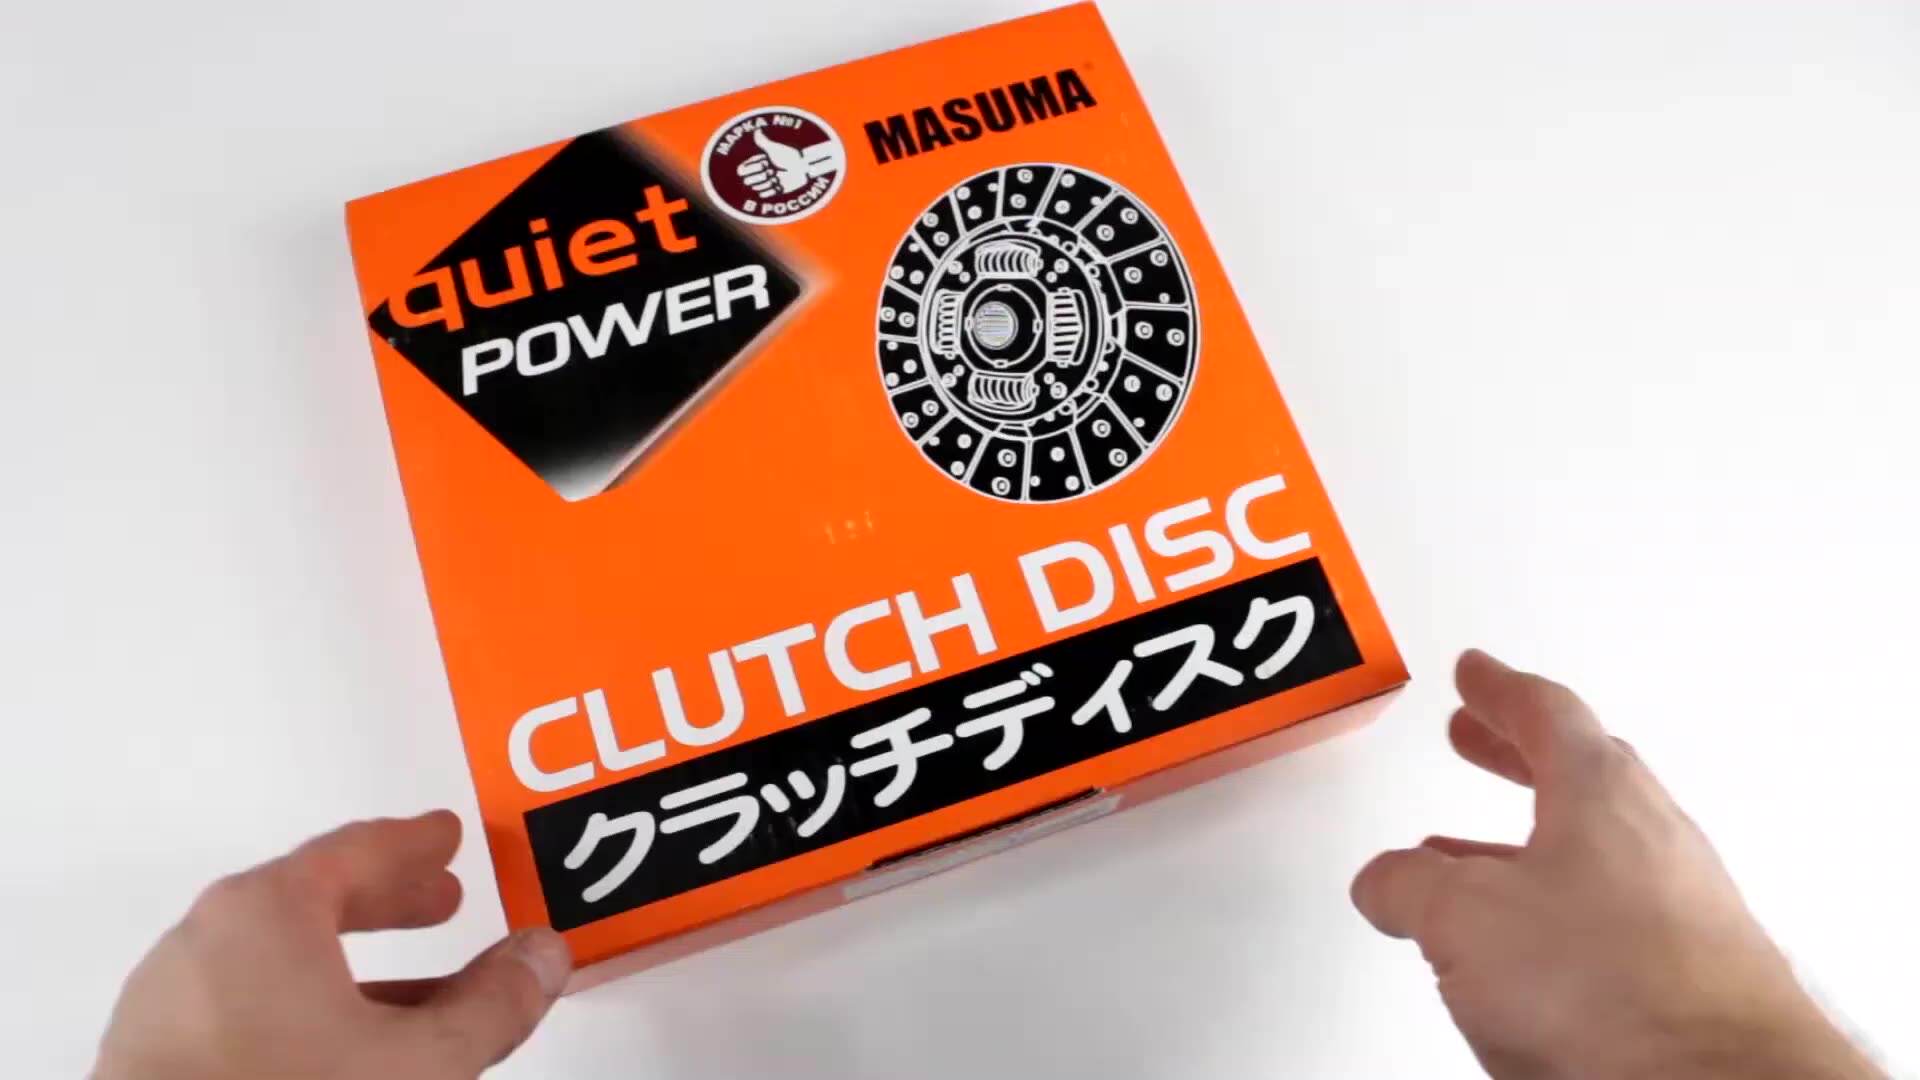 MASUMA
МАРКА №1
В РОССИИ
quiet
POWER
CLUTCH DISC
クラッチディスク